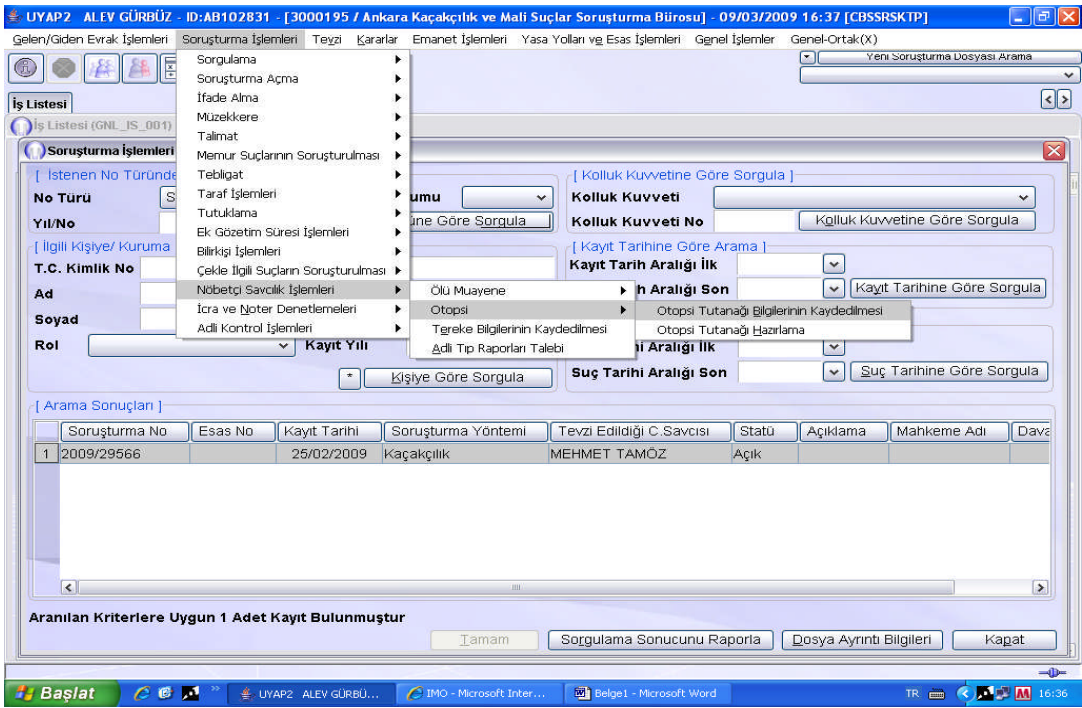 UYAP2 ALEV GÜRBÜZ - ID:AB102831 - [3000195 / Ankara Kaçakçılık ve Mali Suçlar Soruşturma Bürosu] - 09/03/2009 16:37 [CBSSRSKTP]
Gelen/Giden Evrak İşlemleri Soruşturma İşlemleri Tevzi Kararlar Emanet İşlemleri Yasa Yolları ve Esas İşlemleri Genel İşlemler Genel-Ortak(X)
Yeni Soruşturma Dosyası Arama
İş Listesi
İş Listesi (GNL_IS_001)
Soruşturma İşlemleri
Sorgulama
Soruşturma Açma
İfade Alma
Müzekkere
Talimat
Memur Suçlarının Soruşturulması
Tebligat
Taraf İşlemleri
Tutuklama
Ek Gözetim Süresi İşlemleri
Bilirkişi İşlemleri
Çekle İlgili Suçların Soruşturulması
Nöbetçi Savcılık İşlemleri
İcra ve Noter Denetlemeleri
Adli Kontrol İşlemleri
Ölü Muayene
Otopsi
Tereke Bilgilerinin Kaydedilmesi
Adli Tıp Raporları Talebi
Otopsi Tutanağı Bilgilerinin Kaydedilmesi
Otopsi Tutanağı Hazırlama
[ İstenen No Türünde
No Türü S umu
Yıl/No üne Göre Sorgula
[ İlgili Kişiye/ Kuruma
T.C. Kimlik No
Ad
Soyad
Rol Kayıt Yılı
* Kişiye Göre Sorgula
[ Kolluk Kuvvetine Göre Sorgula ]
Kolluk Kuvveti
Kolluk Kuvveti No Kolluk Kuvvetine Göre Sorgula
[ Kayıt Tarihine Göre Arama ]
Kayıt Tarih Aralığı İlk
h Aralığı Son Kayıt Tarihine Göre Sorgula
hi Aralığı İlk
Suç Tarihi Aralığı Son Suç Tarihine Göre Sorgula
[ Arama Sonuçları ]
Soruşturma No Esas No Kayıt Tarihi Soruşturma Yöntemi Tevzi Edildiği C.Savcısı Statü Açıklama Mahkeme Adı Dava
1 2009/29566 25/02/2009 Kaçakçılık MEHMET TAMÖZ Açık
Aranılan Kriterlere Uygun 1 Adet Kayıt Bulunmuştur
Tamam Sorgulama Sonucunu Raporla Dosya Ayrıntı Bilgileri Kapat
Başlat UYAP2 ALEV GÜRBÜ... IMO - Microsoft Inter... Belge1 - Microsoft Word TR 16:36